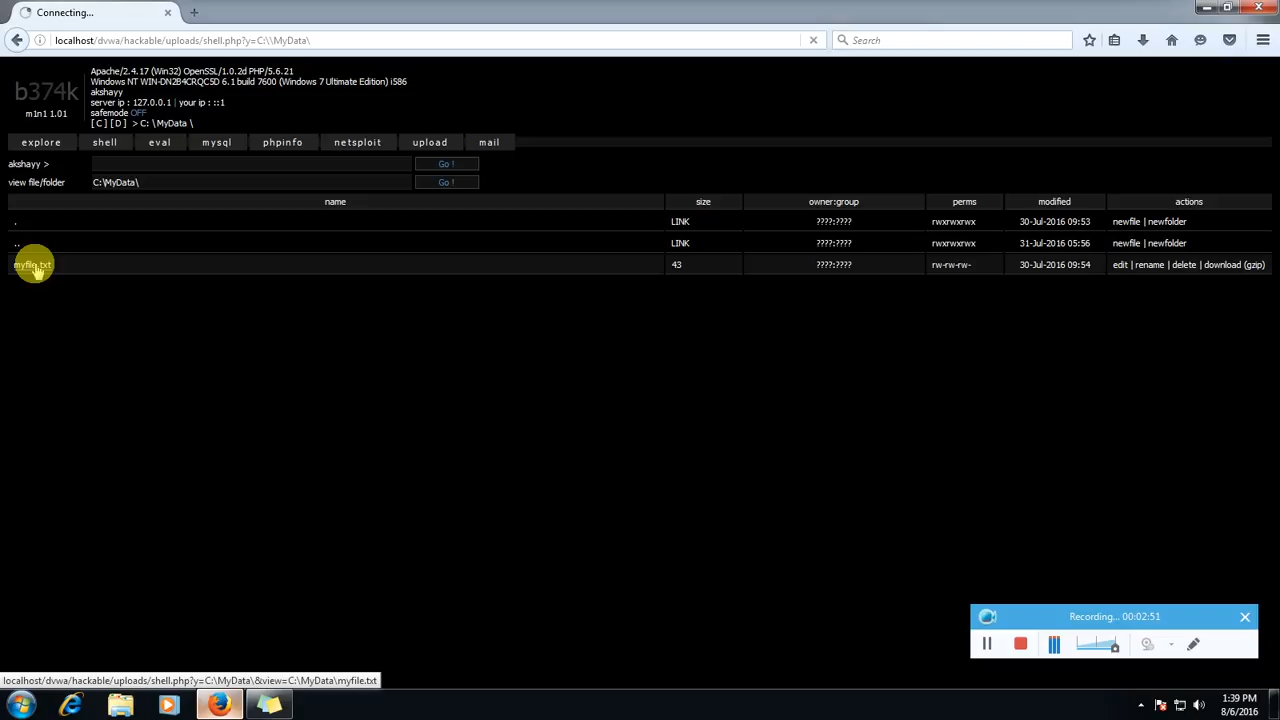 Connecting...
localhost/dvwa/hackable/uploads/shell.php?y=C:\\MyData\
Search
b374k
m1n1 1.01
Apache/2.4.17 (Win32) OpenSSL/1.0.2d PHP/5.6.21
Windows NT WIN-DN2B4CRQC5D 6.1 build 7600 (Windows 7 Ultimate Edition) i586
akshayy
server ip : 127.0.0.1 | your ip : ::1
safemode OFF
[ C ] [ D ] > C: \ MyData \
explore shell eval mysql phpinfo netsploit upload mail
akshayy > Go !
view file/folder C:\MyData\ Go !
name size owner:group perms modified actions
. LINK ????:???? rwxrwxrwx 30-Jul-2016 09:53 newfile | newfolder
.. LINK ????:???? rwxrwxrwx 31-Jul-2016 05:56 newfile | newfolder
myfile.txt 43 ????:???? rw-rw-rw- 30-Jul-2016 09:54 edit | rename | delete | download (gzip)
Recording... 00:02:51
localhost/dvwa/hackable/uploads/shell.php?y=C:\MyData\&view=C:\MyData\myfile.txt
1:39 PM
8/6/2016